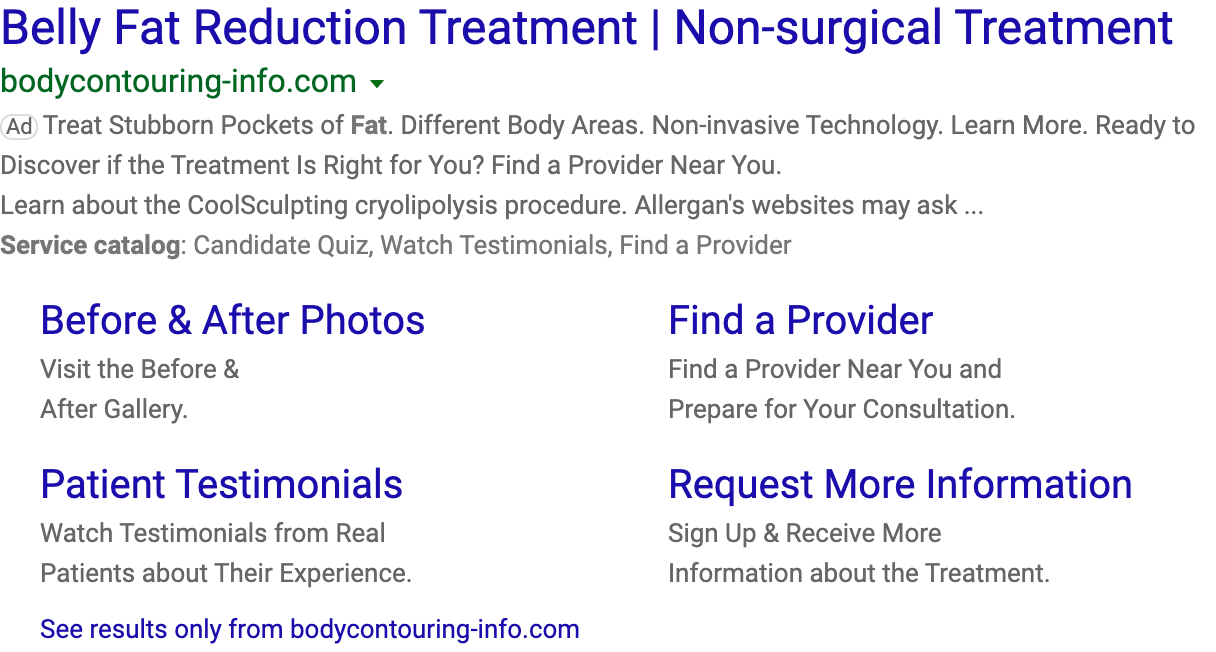 Belly Fat Reduction Treatment | Non-surgical Treatment
bodycontouring-info.com
Ad Treat Stubborn Pockets of Fat. Different Body Areas. Non-invasive Technology. Learn More. Ready to
Discover if the Treatment Is Right for You? Find a Provider Near You.
Learn about the CoolSculpting cryolipolysis procedure. Allergan's websites may ask ...
Service catalog: Candidate Quiz, Watch Testimonials, Find a Provider
Before & After Photos
Visit the Before &
After Gallery.
Find a Provider
Find a Provider Near You and
Prepare for Your Consultation.
Patient Testimonials
Watch Testimonials from Real
Patients about Their Experience.
Request More Information
Sign Up & Receive More
Information about the Treatment.
See results only from bodycontouring-info.com